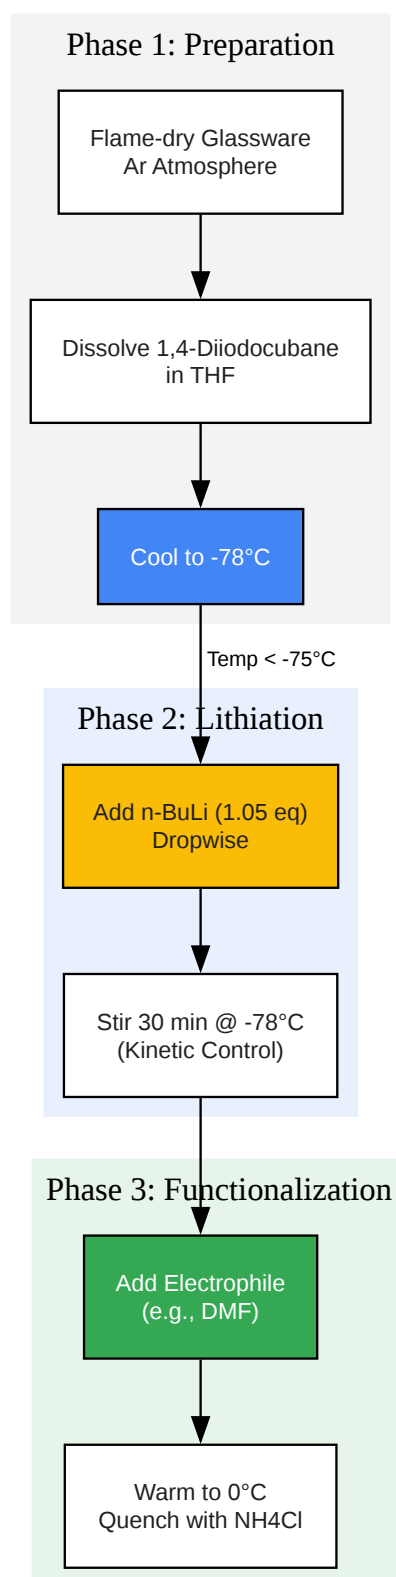 Phase 1: Preparation
Flame-dry Glassware
Ar Atmosphere
Dissolve 1,4-Diiodocubane
in THF
Cool to -78°C
Temp < -75°C
Phase 2: Lithiation
Add n-BuLi (1.05 eq)
Dropwise
Stir 30 min @ -78°C
(Kinetic Control)
Phase 3: Functionalization
Add Electrophile
(e.g., DMF)
Warm to 0°C
Quench with NH4Cl